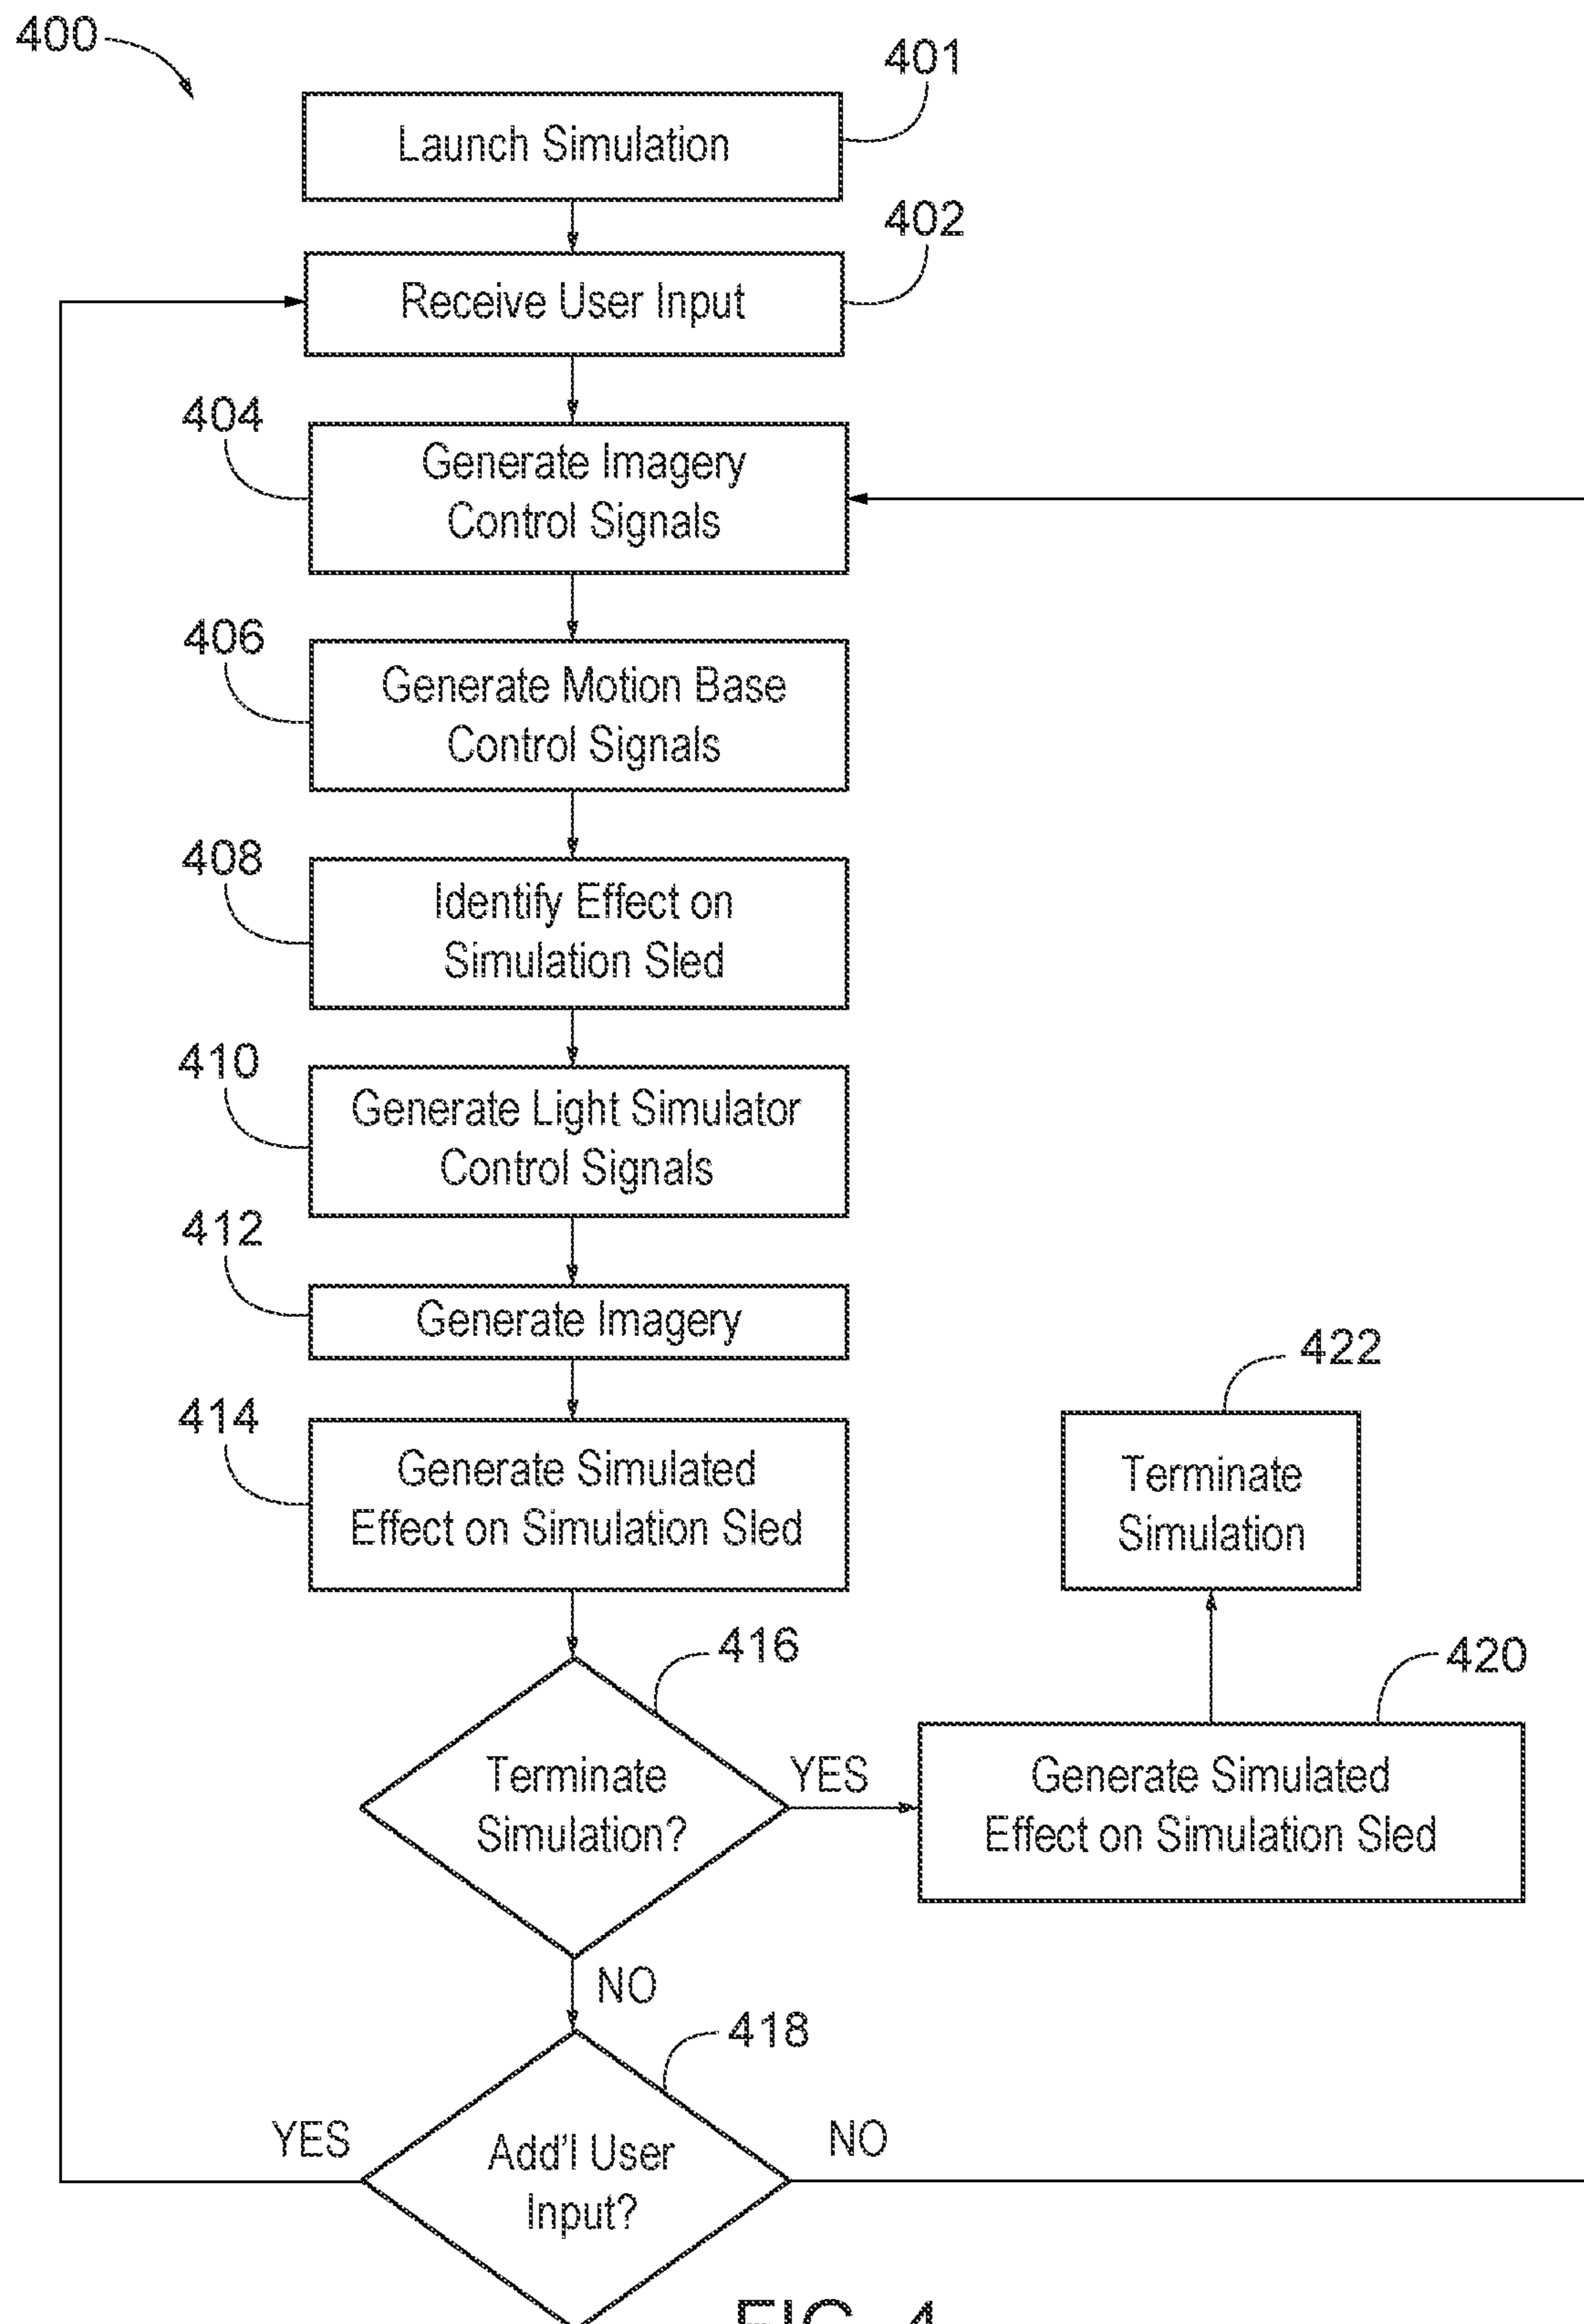 400
401
Launch Simulation
402
Receive User Input
404
Generate Imagery
Control Signals
406
Generate Motion Base
Control Signals
408
Identify Effect on
Simulation Sled
410
Generate Light Simulator
Control Signals
412
Generate Imagery
414
Generate Simulated
Effect on Simulation Sled
416
Terminate
Simulation?
YES
420
Generate Simulated
Effect on Simulation Sled
422
Terminate
Simulation
NO
418
Add'l User
Input?
YES
NO
FIG. 4